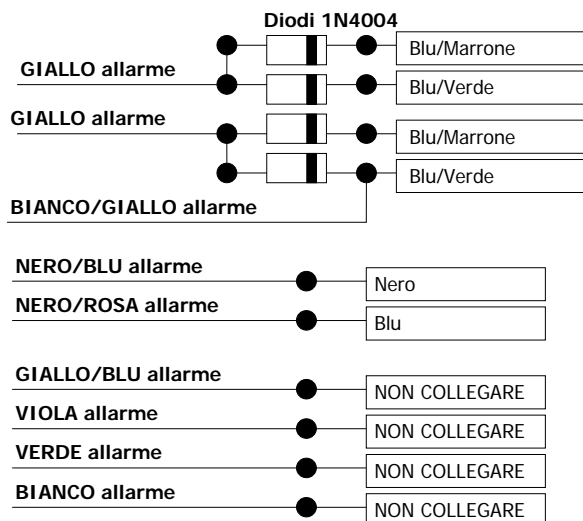 Diodi 1N4004
Blu/Marrone
GIALLO allarme
Blu/Verde
GIALLO allarme
Blu/Marrone
Blu/Verde
BIANCO/GIALLO allarme
NERO/BLU allarme
Nero
NERO/ROSA allarme
Blu
GIALLO/BLU allarme
NON COLLEGARE
VIOLA allarme
NON COLLEGARE
VERDE allarme
NON COLLEGARE
BIANCO allarme
NON COLLEGARE